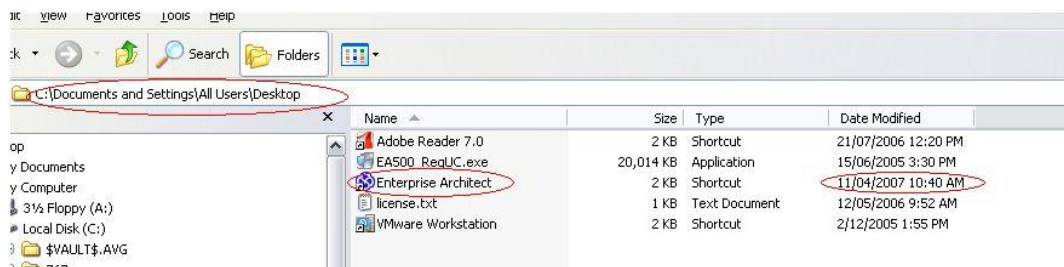 View Favorites Tools Help
Search Folders
C:\Documents and Settings\All Users\Desktop
Name Size Type Date Modified
Adobe Reader 7.0 2 KB Shortcut 21/07/2006 12:20 PM
EA500_ReqUC.exe 20,014 KB Application 15/06/2005 3:30 PM
Enterprise Architect 2 KB Shortcut 11/04/2007 10:40 AM
license.txt 1 KB Text Document 12/05/2006 9:52 AM
VMware Workstation 2 KB Shortcut 2/12/2005 1:55 PM
op
y Documents
y Computer
3½ Floppy (A:)
Local Disk (C:)
$VAULT$.AVG